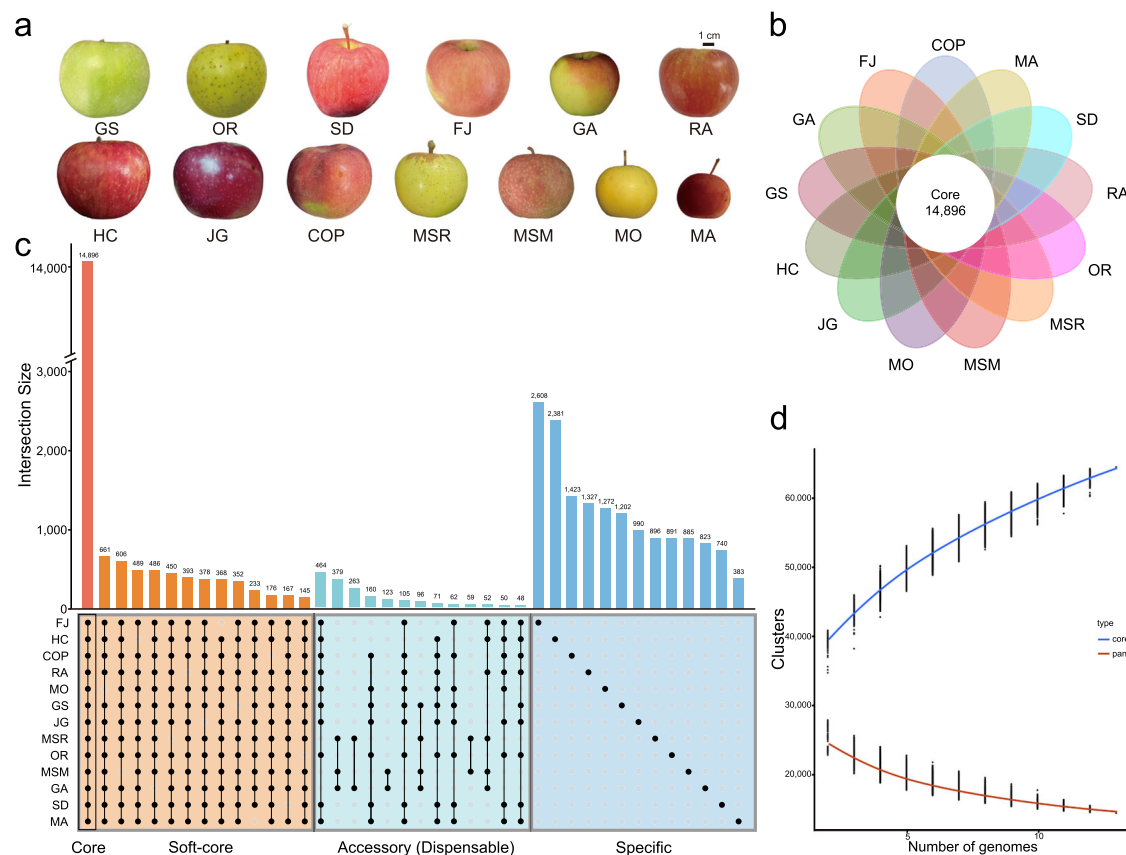 a
1 cm
GS OR SD FJ GA RA
HC JG COP MSR MSM MO MA
b
COP
FJ MA
GA SD
GS RA
HC OR
JG MSR
MO MSM
Core
14,896
c
Intersection Size
14,000
3,000
2,000
1,000
0
14,896 661 606 489 486 450 393 378 368 352 233 176 167 145 464 379 263 160 123 105 96 71 62 59 52 50 48 2,608 2,381 1,423 1,327 1,272 1,202 990 896 891 885 823 740 383
FJ
HC
COP
RA
MO
GS
JG
MSR
OR
MSM
GA
SD
MA
Core Soft-core Accessory (Dispensable) Specific
d
Clusters
60,000
50,000
40,000
30,000
20,000
5 10
Number of genomes
type
core
pan